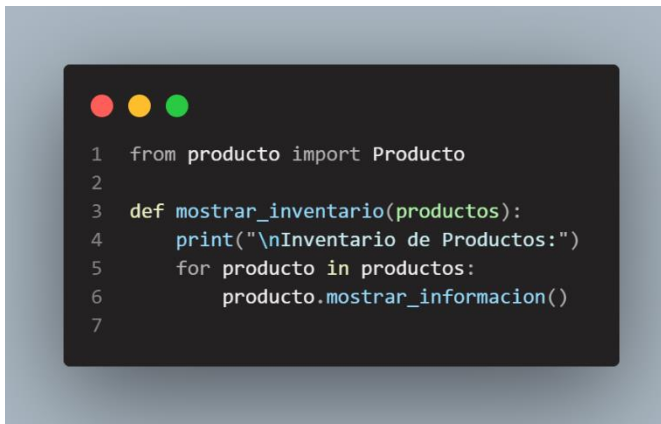 1 from producto import Producto
2
3 def mostrar_inventario(productos):
4     print("\nInventario de Productos:")
5     for producto in productos:
6         producto.mostrar_informacion()
7